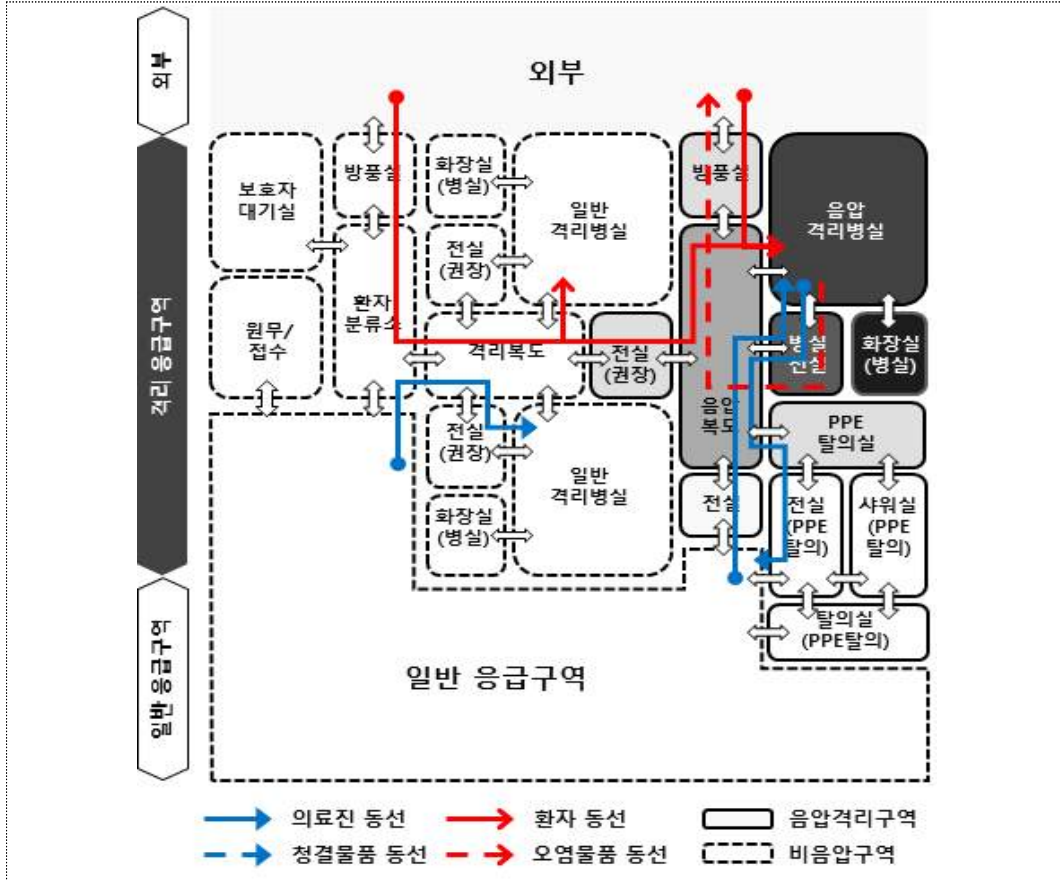 외부
외부
격리 응급구역
일반 응급구역
보호자
대기실
방풍실
화장실
(병실)
일반
격리병실
방풍실
음압
격리병실
원무/
접수
환자
분류소
전실
(권장)
격리복도
전실
(권장)
음압
복도
병실
전실
화장실
(병실)
전실
(권장)
일반
격리병실
화장실
(병실)
전실
PPE
탈의실
전실
(PPE
탈의)
샤워실
(PPE
탈의)
탈의실
(PPE탈의)
일반 응급구역
의료진 동선
환자 동선
음압격리구역
청결물품 동선
오염물품 동선
비음압구역